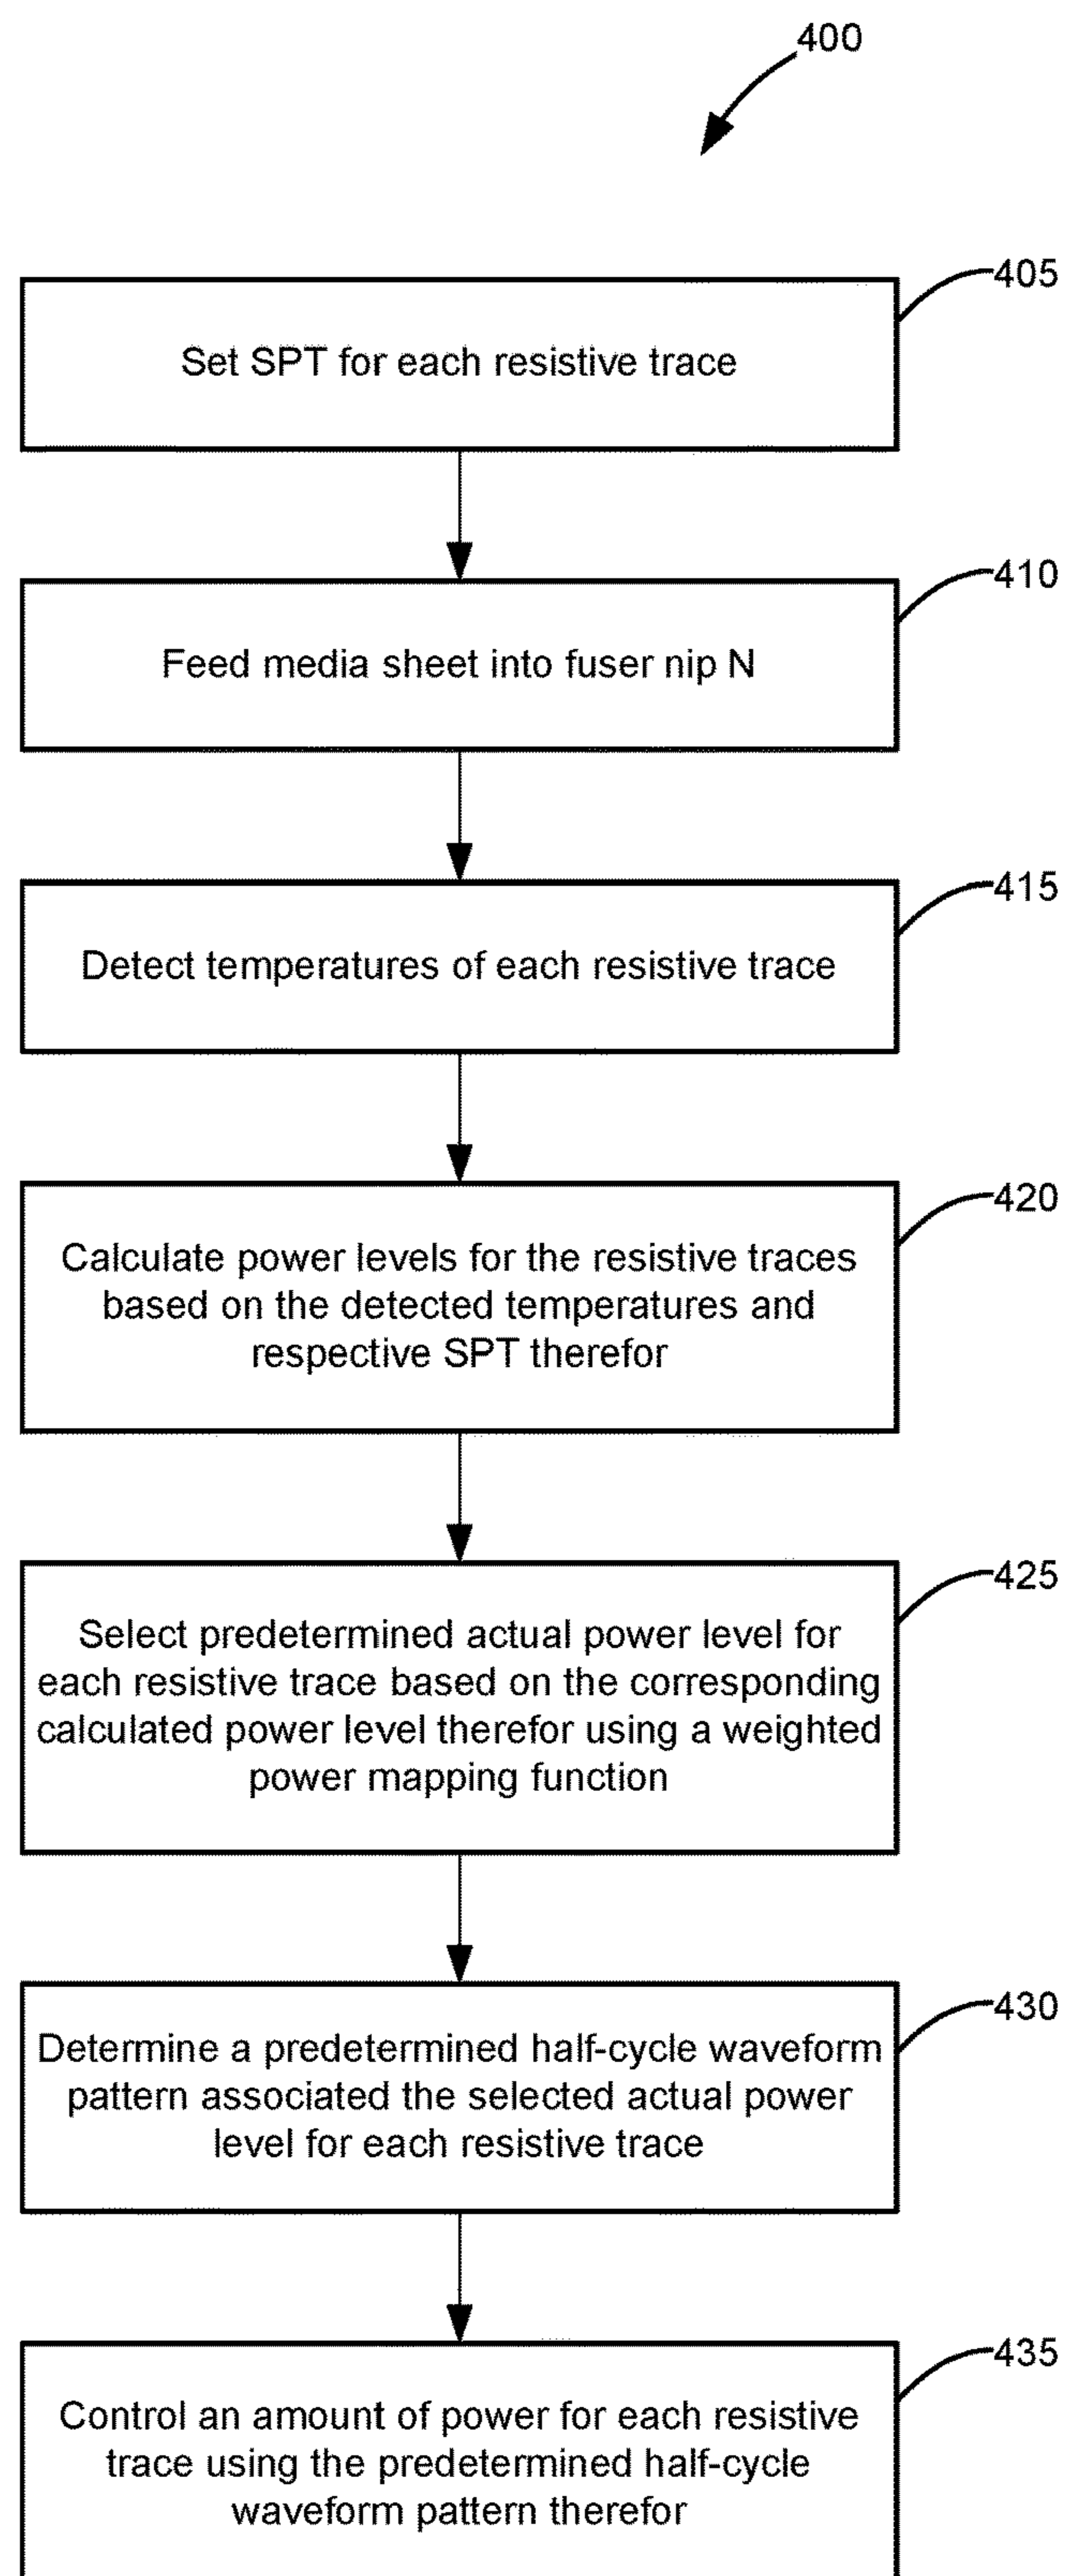 400
405
Set SPT for each resistive trace
410
Feed media sheet into fuser nip N
415
Detect temperatures of each resistive trace
420
Calculate power levels for the resistive traces
based on the detected temperatures and
respective SPT therefor
425
Select predetermined actual power level for
each resistive trace based on the corresponding
calculated power level therefor using a weighted
power mapping function
430
Determine a predetermined half-cycle waveform
pattern associated the selected actual power
level for each resistive trace
435
Control an amount of power for each resistive
trace using the predetermined half-cycle
waveform pattern therefor